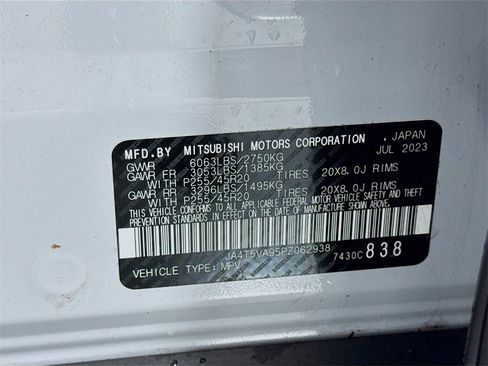 MFD.BY MITSUBISHI MOTORS CORPORATION, JAPAN
GVWR 6063LBS/2750KG JUL 2023
GAWR FR 3053LBS/1385KG
WITH P255/45R20 TIRES 20X8.0J RIMS
GAWR RR 3296LBS/1495KG
WITH P255/45R20 TIRES 20X8.0J RIMS
THIS VEHICLE CONFORMS TO ALL APPLICABLE FEDERAL MOTOR VEHICLE SAFETY AND
THEFT PREVENTION STANDARDS IN EFFECT ON THE DATE OF MANUFACTURE SHOWN ABOVE.
JA4T5VA95PZ062938 7430C 838
VEHICLE TYPE: MPV